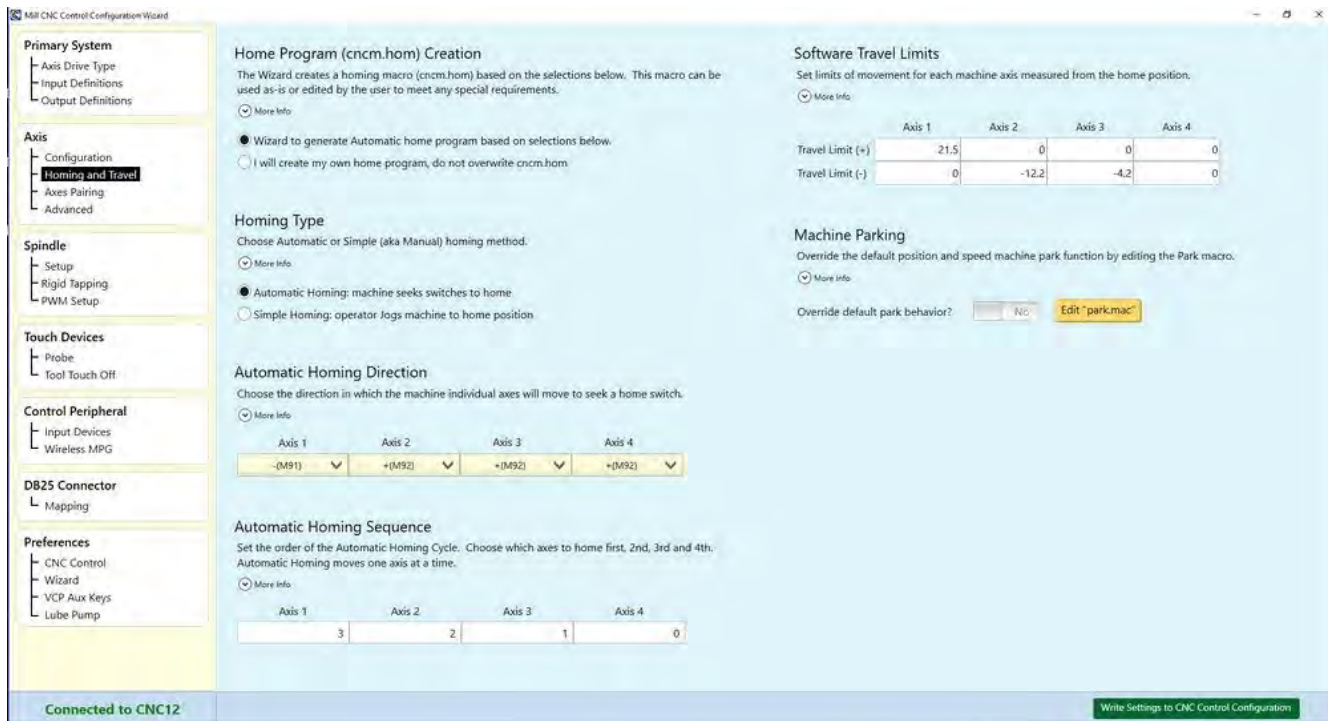 Mill CNC Control Configuration Wizard
Primary System
Axis Drive Type
Input Definitions
Output Definitions
Axis
Configuration
Homing and Travel
Axes Pairing
Advanced
Spindle
Setup
Rigid Tapping
PWM Setup
Touch Devices
Probe
Tool Touch Off
Control Peripheral
Input Devices
Wireless MPG
DB25 Connector
Mapping
Preferences
CNC Control
Wizard
VCP Aux Keys
Lube Pump
Connected to CNC12
Home Program (cncm.hom) Creation
The Wizard creates a homing macro (cncm.hom) based on the selections below. This macro can be
used as-is or edited by the user to meet any special requirements.
More Info
Wizard to generate Automatic home program based on selections below.
I will create my own home program, do not overwrite cncm.hom
Homing Type
Choose Automatic or Simple (aka Manual) homing method.
More Info
Automatic Homing: machine seeks switches to home
Simple Homing: operator Jogs machine to home position
Automatic Homing Direction
Choose the direction in which the machine individual axes will move to seek a home switch.
More Info
Axis 1 Axis 2 Axis 3 Axis 4
-(M91) +(M92) +(M92) +(M92)
Automatic Homing Sequence
Set the order of the Automatic Homing Cycle. Choose which axes to home first, 2nd, 3rd and 4th.
Automatic Homing moves one axis at a time.
More Info
Axis 1 Axis 2 Axis 3 Axis 4
3 2 1 0
Software Travel Limits
Set limits of movement for each machine axis measured from the home position.
More Info
Axis 1 Axis 2 Axis 3 Axis 4
Travel Limit (+) 21.5 0 0 0
Travel Limit (-) 0 -12.2 -4.2 0
Machine Parking
Override the default position and speed machine park function by editing the Park macro.
More Info
Override default park behavior? No Edit "park.mac"
Write Settings to CNC Control Configuration